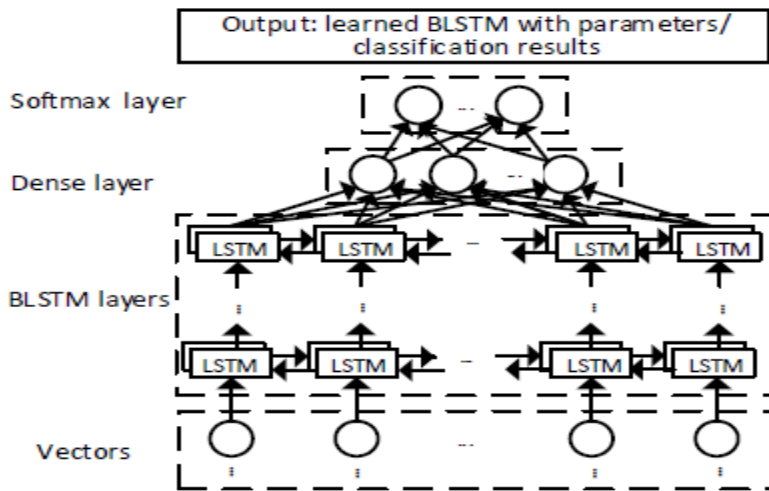 Output: learned BLSTM with parameters/
classification results
Softmax layer
...
Dense layer
...
LSTM LSTM ... LSTM LSTM
BLSTM layers
... ... ... ...
LSTM LSTM ... LSTM LSTM
Vectors
...
... ... ... ...